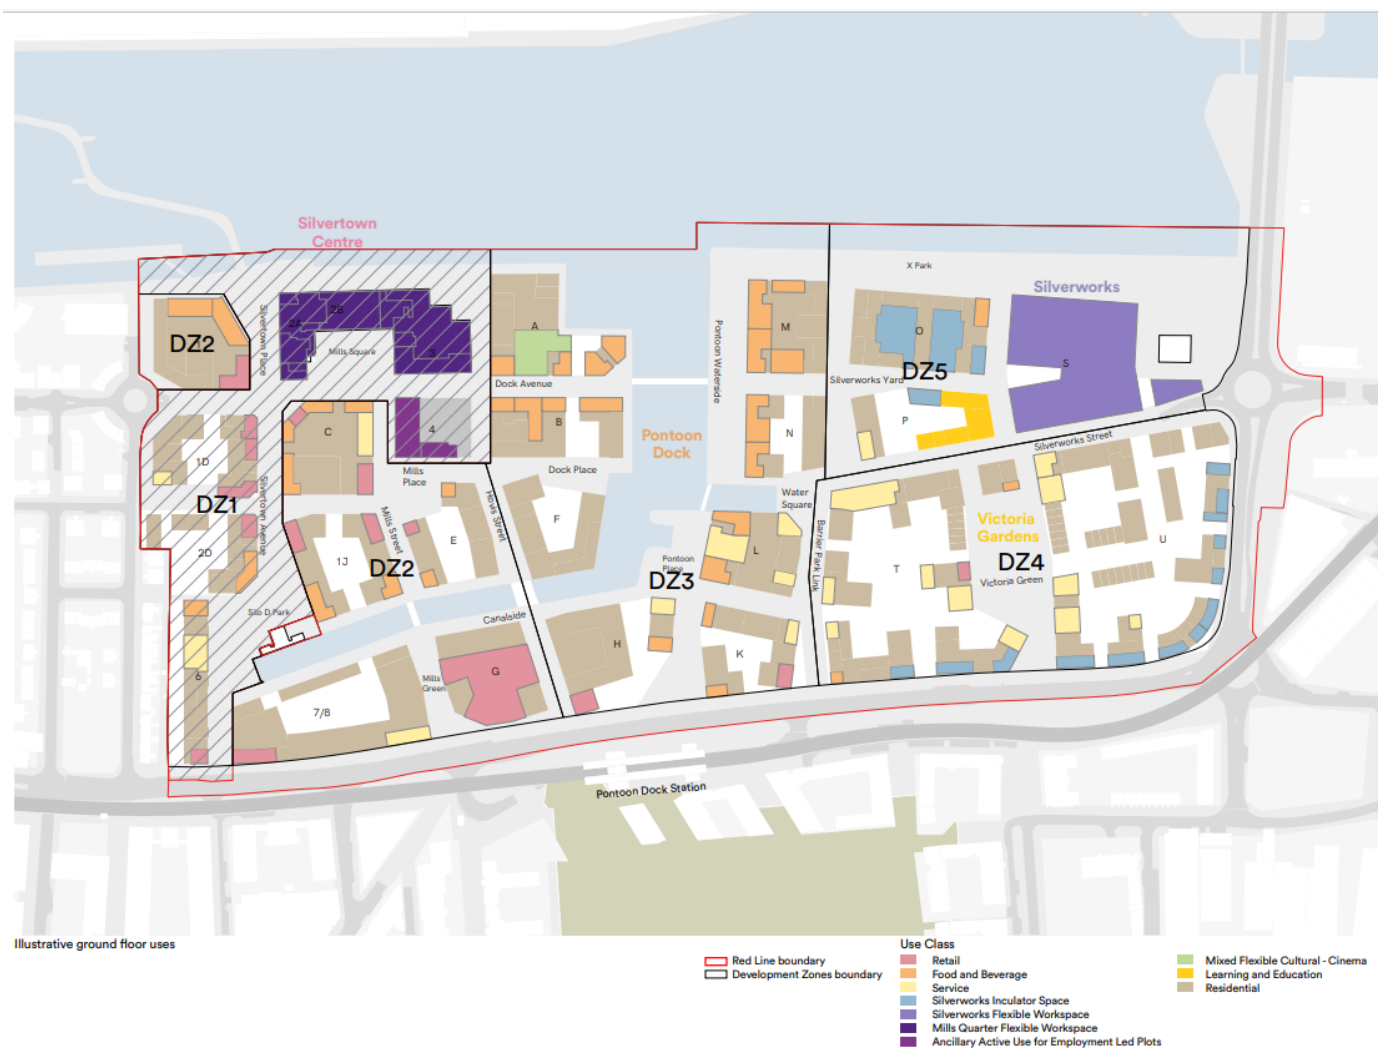 Silvertown
Centre
X Park
Silverworks
DZ2
Silvertown Place
2A
2B
3
Mills Square
A
Dock Avenue
Pontoon Waterside
M
O
DZ5
S
Silverworks Yard
C
4
B
Pontoon
Dock
N
P
Silverworks Street
1D
Mills
Place
Dock Place
DZ1
Silvertown Avenue
Mills Street
Hovis Street
F
Water
Square
Barrier Park Link
Victoria
Gardens
DZ4
U
2D
1J
DZ2
E
L
Pontoon
Place
DZ3
T
Victoria Green
Silo D Park
Canalside
H
K
6
Mills
Green
G
7/8
Pontoon Dock Station
Illustrative ground floor uses
Red Line boundary
Development Zones boundary
Use Class
Retail
Food and Beverage
Service
Silverworks Inculator Space
Silverworks Flexible Workspace
Mills Quarter Flexible Workspace
Ancillary Active Use for Employment Led Plots
Mixed Flexible Cultural - Cinema
Learning and Education
Residential